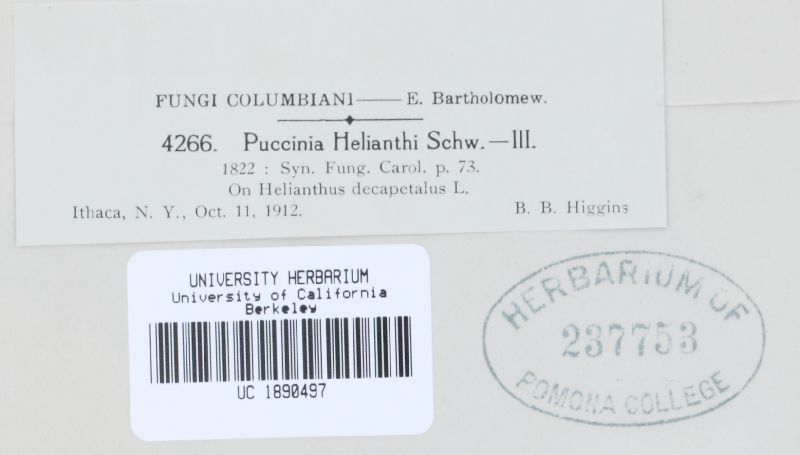 FUNGI COLUMBIANI——E. Bartholomew.
4266. Puccinia Helianthi Schw.—III.
1822 : Syn. Fung. Carol. p. 73.
On Helianthus decapetalus L.
Ithaca, N. Y., Oct. 11, 1912. B. B. Higgins
UNIVERSITY HERBARIUM
University of California
Berkeley
UC 1890497
HERBARIUM OF
237753
POMONA COLLEGE